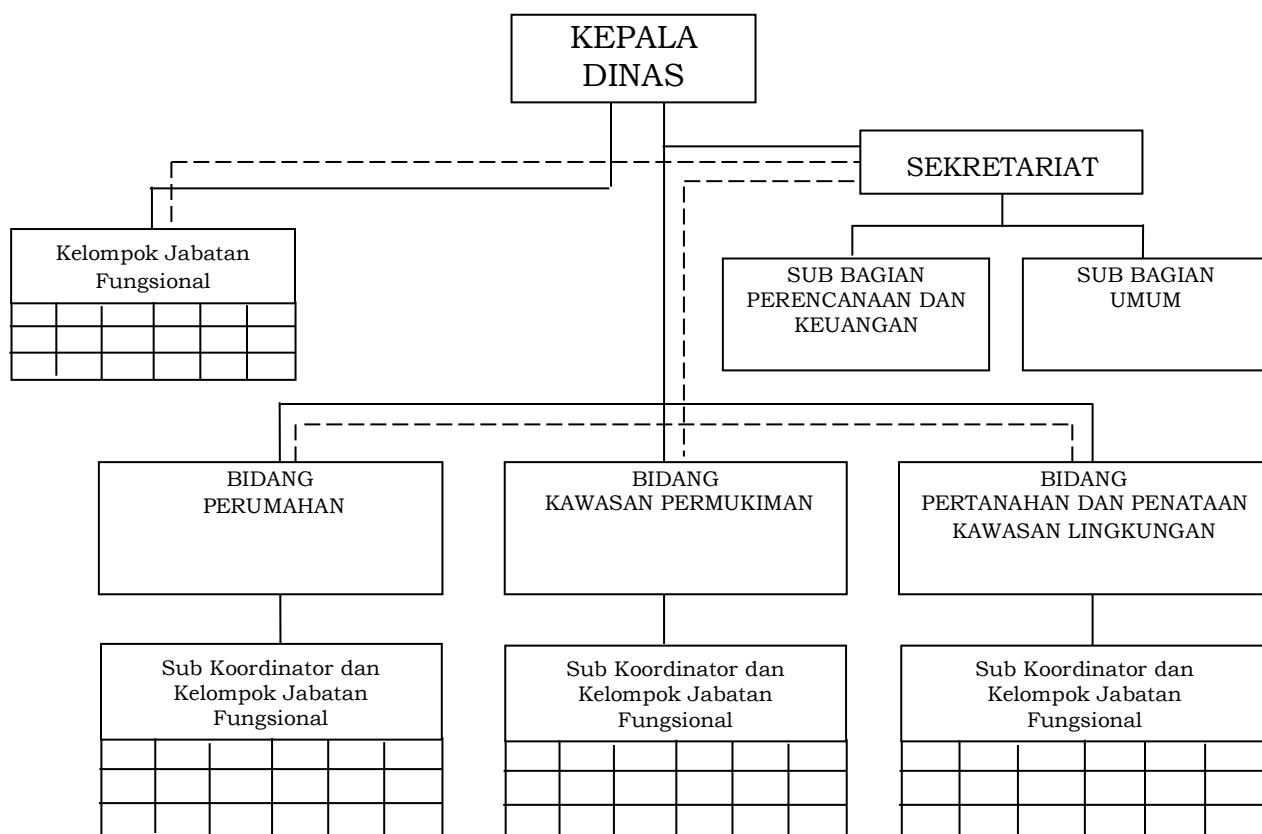 KEPALA
DINAS
SEKRETARIAT
Kelompok Jabatan
Fungsional
SUB BAGIAN
PERENCANAAN DAN
KEUANGAN
SUB BAGIAN
UMUM
BIDANG
PERUMAHAN
BIDANG
KAWASAN PERMUKIMAN
BIDANG
PERTANAHAN DAN PENATAAN
KAWASAN LINGKUNGAN
Sub Koordinator dan
Kelompok Jabatan
Fungsional
Sub Koordinator dan
Kelompok Jabatan
Fungsional
Sub Koordinator dan
Kelompok Jabatan
Fungsional